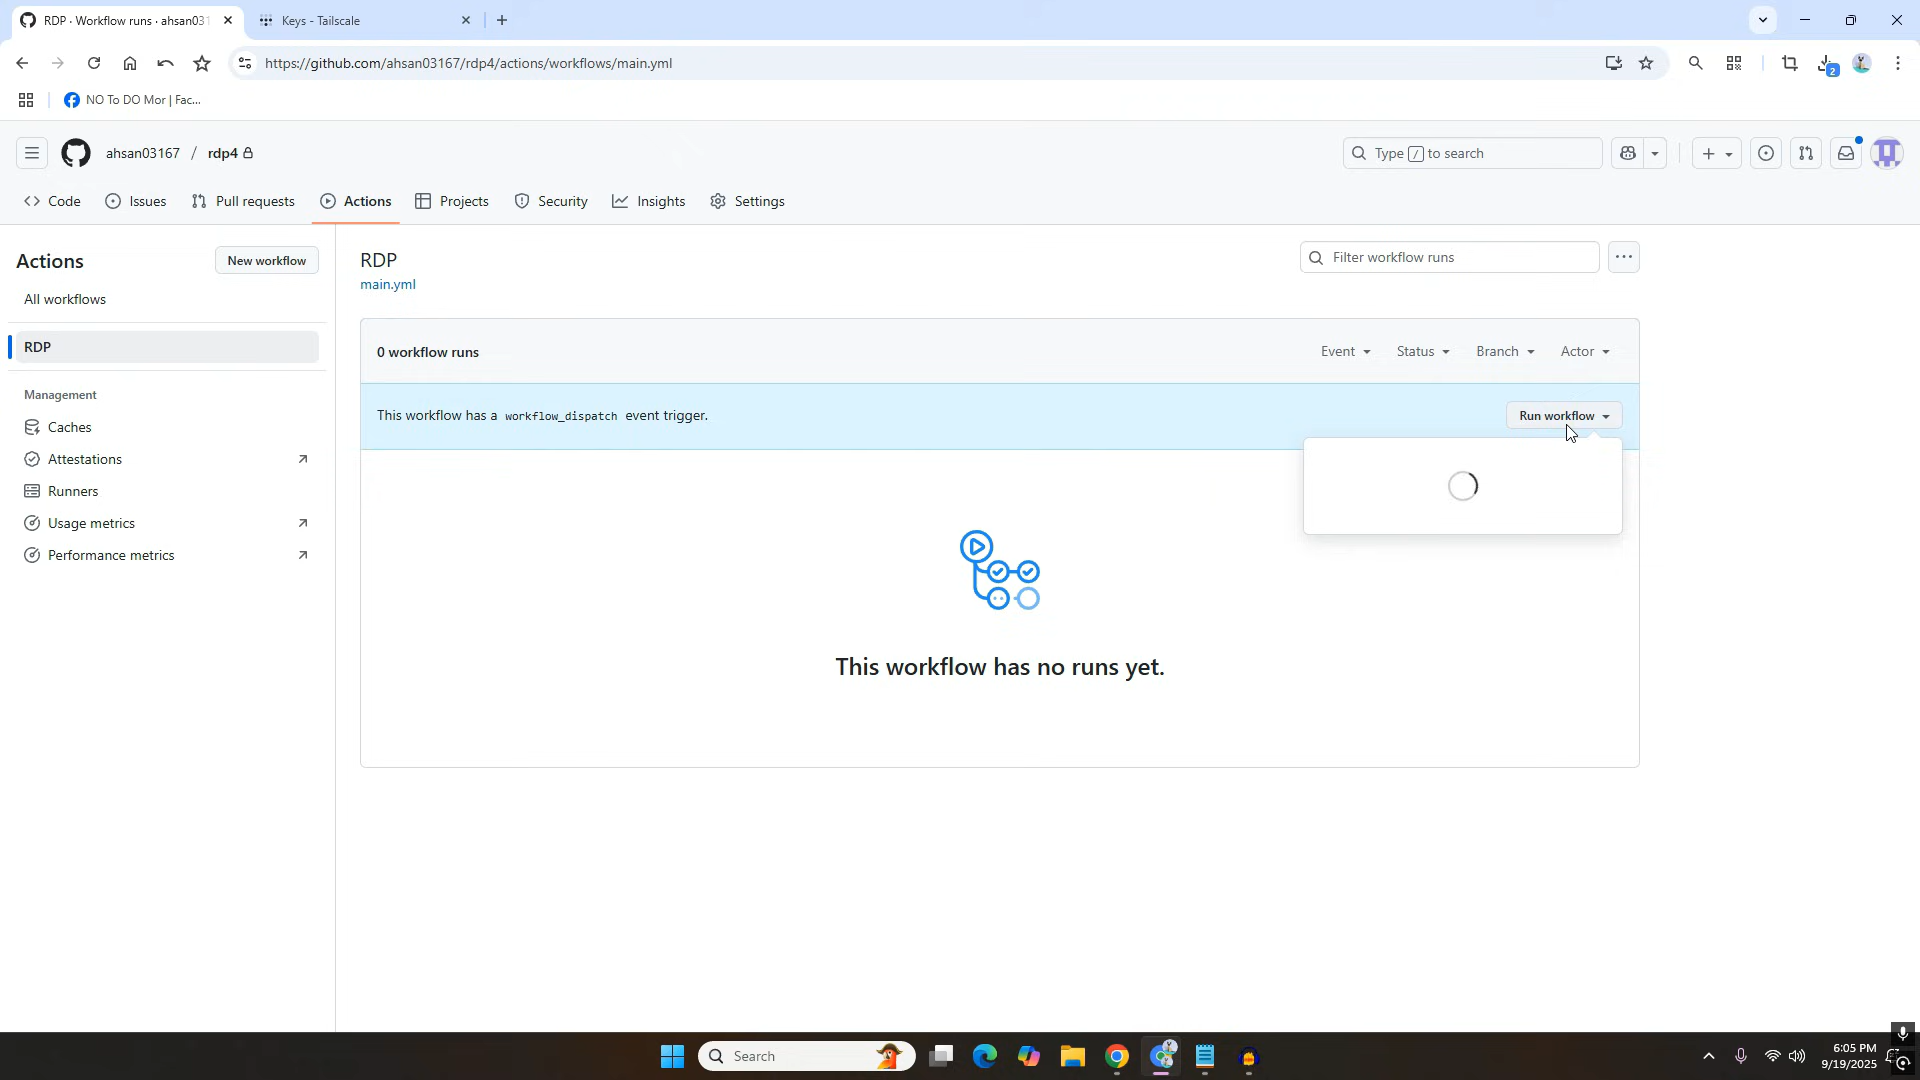 RDP · Workflow runs · ahsan031
Keys - Tailscale
https://github.com/ahsan03167/rdp4/actions/workflows/main.yml
2
NO To DO Mor | Fac...
ahsan03167 / rdp4
Type / to search
Code
Issues
Pull requests
Actions
Projects
Security
Insights
Settings
Actions
New workflow
All workflows
RDP
Management
Caches
Attestations
Runners
Usage metrics
Performance metrics
RDP
main.yml
Filter workflow runs
0 workflow runs
Event
Status
Branch
Actor
This workflow has a workflow_dispatch event trigger.
Run workflow
This workflow has no runs yet.
Search
6:05 PM
9/19/2025